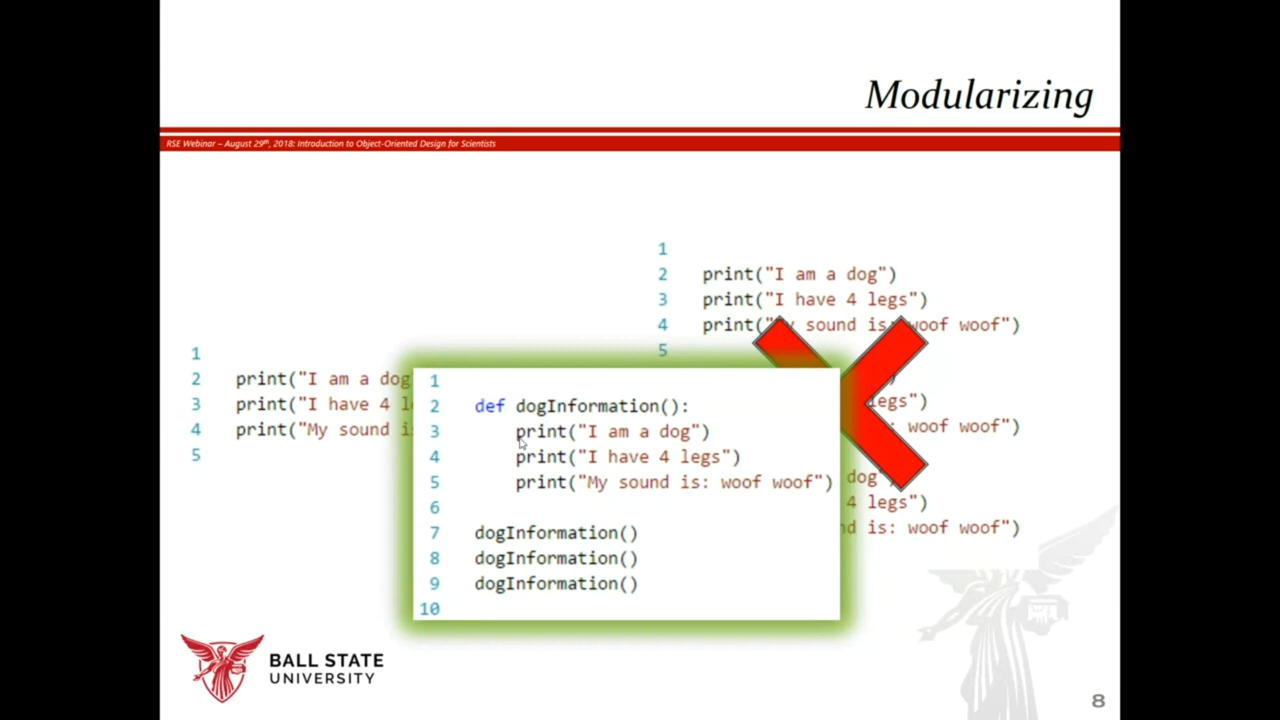 Modularizing
RSE Webinar – August 29th, 2018: Introduction to Object-Oriented Design for Scientists
1
2 print("I am a dog")
3 print("I have 4 legs")
4 print(" sound is: woof woof")
5
egs")
: woof woof")
dog")
4 legs")
nd is: woof woof")
1
2 print("I am a dog
3 print("I have 4 l
4 print("My sound i
5
1
2 def dogInformation():
3 print("I am a dog")
4 print("I have 4 legs")
5 print("My sound is: woof woof")
6
7 dogInformation()
8 dogInformation()
9 dogInformation()
10
BALL STATE
UNIVERSITY
8